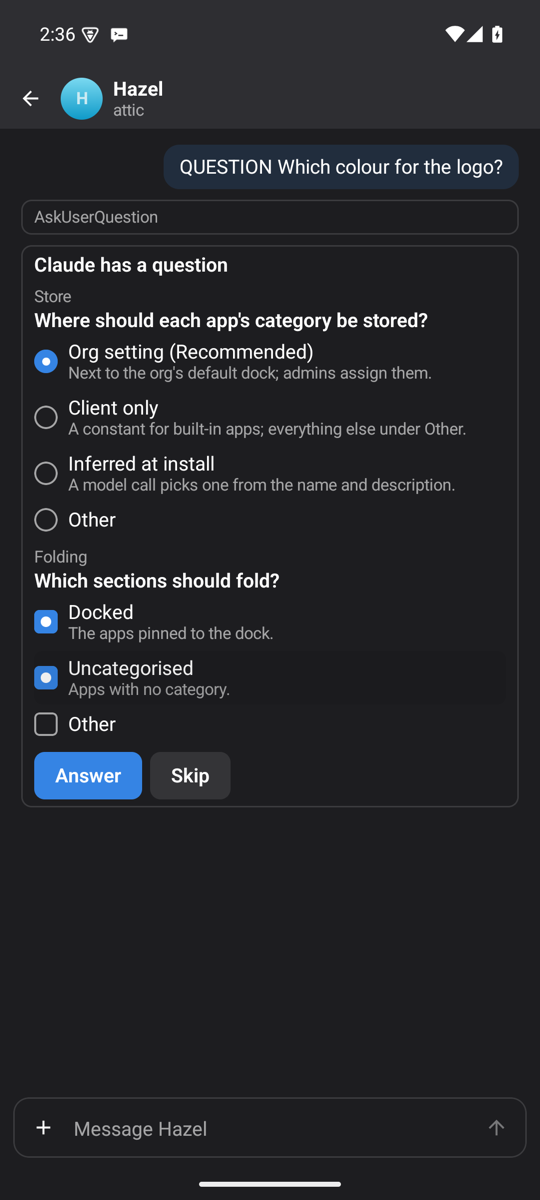 2:36
H
Hazel
attic
QUESTION Which colour for the logo?
AskUserQuestion
Claude has a question
Store
Where should each app's category be stored?
Org setting (Recommended)
Next to the org's default dock; admins assign them.
Client only
A constant for built-in apps; everything else under Other.
Inferred at install
A model call picks one from the name and description.
Other
Folding
Which sections should fold?
Docked
The apps pinned to the dock.
Uncategorised
Apps with no category.
Other
Answer
Skip
Message Hazel